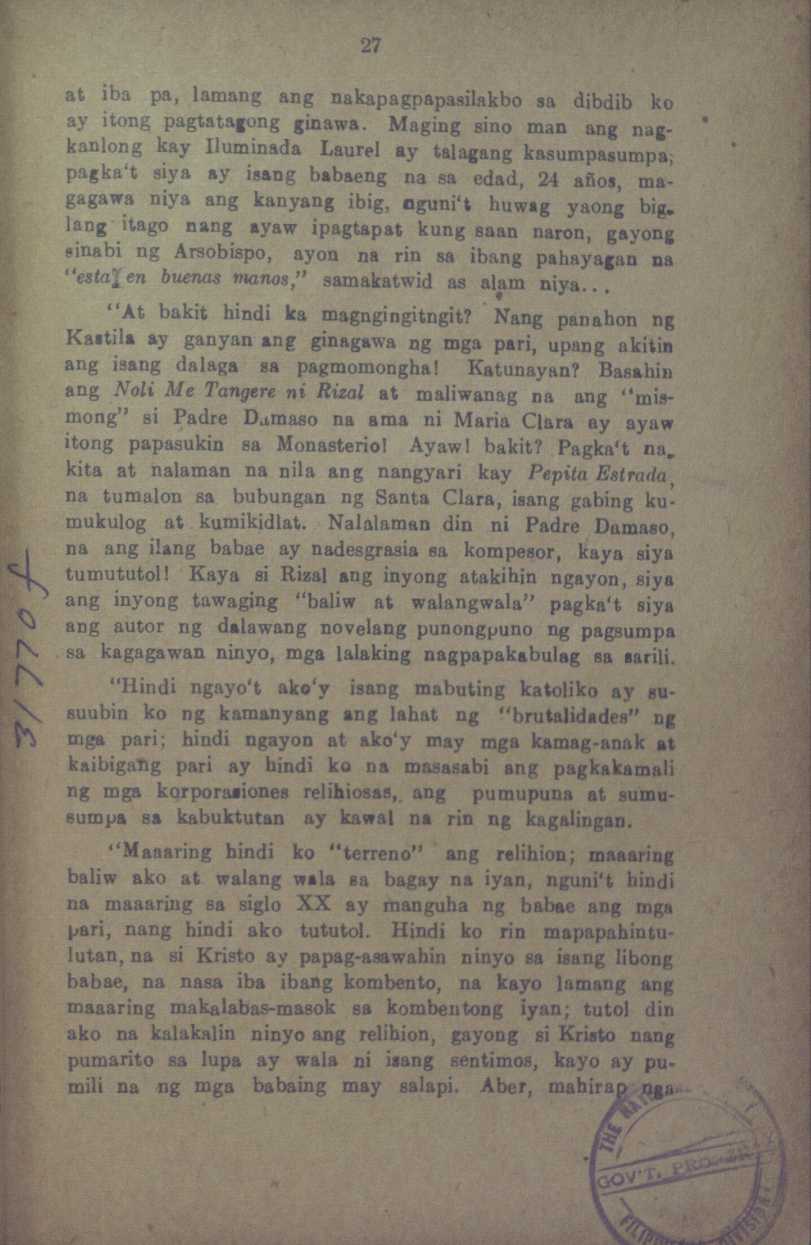 27
at iba pa, lamang ang nakapagpapasilakbo sa dibdib ko
ay itong pagtatagong ginawa. Maging sino man ang nag-
kanlong kay Iluminada Laurel ay talagang kasumpasumpa;
pagka't siya ay isang babaeng na sa edad, 24 años, ma-
gagawa niya ang kanyang ibig, nguni't huwag yaong big-
lang itago nang ayaw ipagtapat kung saan naron, gayong
sinabi ng Arsobispo, ayon na rin sa ibang pahayagan na
"esta en buenas manos," samakatwid as alam niya...
"At bakit hindi ka magngingitngit? Nang panahon ng
Kastila ay ganyan ang ginagawa ng mga pari, upang akitin
ang isang dalaga sa pagmomongha! Katunayan? Basahin
ang Noli Me Tangere ni Rizal at maliwanag na ang "mis-
mong" si Padre Damaso na ama ni Maria Clara ay ayaw
itong papasukin sa Monasterio! Ayaw! bakit? Pagka't na-
kita at nalaman na nila ang nangyari kay Pepita Estrada,
na tumalon sa bubungan ng Santa Clara, isang gabing ku-
mukulog at kumikidlat. Nalalaman din ni Padre Damaso,
na ang ilang babae ay nadesgrasia sa kompesor, kaya siya
tumututol! Kaya si Rizal ang inyong atakihin ngayon, siya
ang inyong tawaging "baliw at walangwala" pagka't siya
ang autor ng dalawang novelang punongpuno ng pagsumpa
sa kagagawan ninyo, mga lalaking nagpapakabulag sa sarili.
"Hindi ngayo't ako'y isang mabuting katoliko ay su-
suubin ko ng kamanyang ang lahat ng "brutalidades" ng
mga pari; hindi ngayon at ako'y may mga kamag-anak at
kaibigang pari ay hindi ko na masasabi ang pagkakamali
ng mga korporasiones relihiosas, ang pumupuna at sumu-
sumpa sa kabuktutan ay kawal na rin ng kagalingan.
"Maaaring hindi ko "terreno" ang relihion; maaaring
baliw ako at walang wala sa bagay na iyan, nguni't hindi
na maaaring sa siglo XX ay manguha ng babae ang mga
pari, nang hindi ako tututol. Hindi ko rin mapapahintu-
lutan, na si Kristo ay papag-asawahin ninyo sa isang libong
babae, na nasa iba ibang kombento, na kayo lamang ang
maaaring makalabas-masok sa kombentong iyan; tutol din
ako na kalakalin ninyo ang relihion, gayong si Kristo nang
pumarito sa lupa ay wala ni isang sentimos, kayo ay pu-
mili na ng mga babaing may salapi. Aber, mahirap nga
31770f
THE NA
GOV'T.
DIVISION